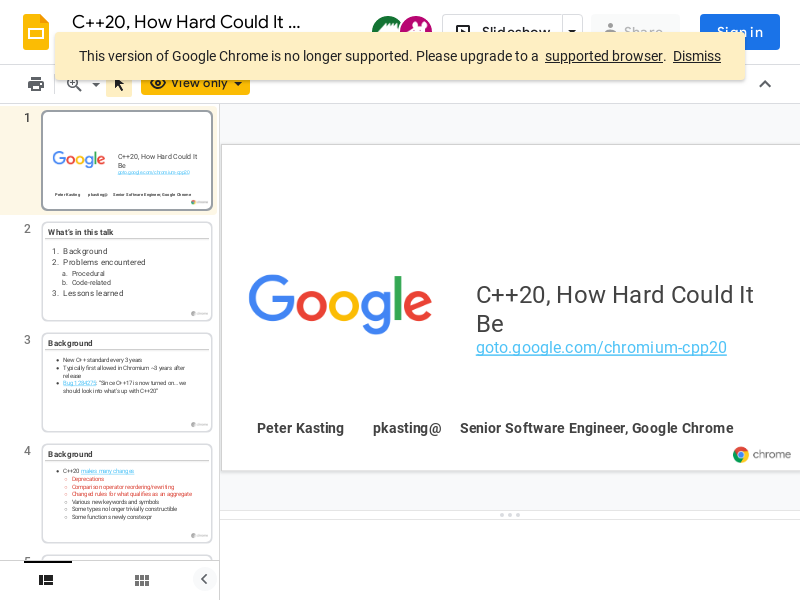 C++20, How Hard Could It ...
Slideshow
Share
Sign in
This version of Google Chrome is no longer supported. Please upgrade to a supported browser. Dismiss
View only
1
Google
C++20, How Hard Could It
Be
goto.google.com/chromium-cpp20
Peter Kasting pkasting@ Senior Software Engineer, Google Chrome
2
What's in this talk
1. Background
2. Problems encountered
a. Procedural
b. Code-related
3. Lessons learned
3
Background
New C++ standard every 3 years
Typically first allowed in Chromium ~3 years after
release
Bug 1284275: "Since C++17 is now turned on... we
should look into what's up with C++20"
4
Background
C++20 makes many changes
Deprecations
Comparison operator reordering/rewriting
Changed rules for what qualifies as an aggregate
Various new keywords and symbols
Some types no longer trivially constructible
Some functions newly constexpr
5
Google
C++20, How Hard Could It
Be
goto.google.com/chromium-cpp20
Peter Kasting pkasting@ Senior Software Engineer, Google Chrome
chrome